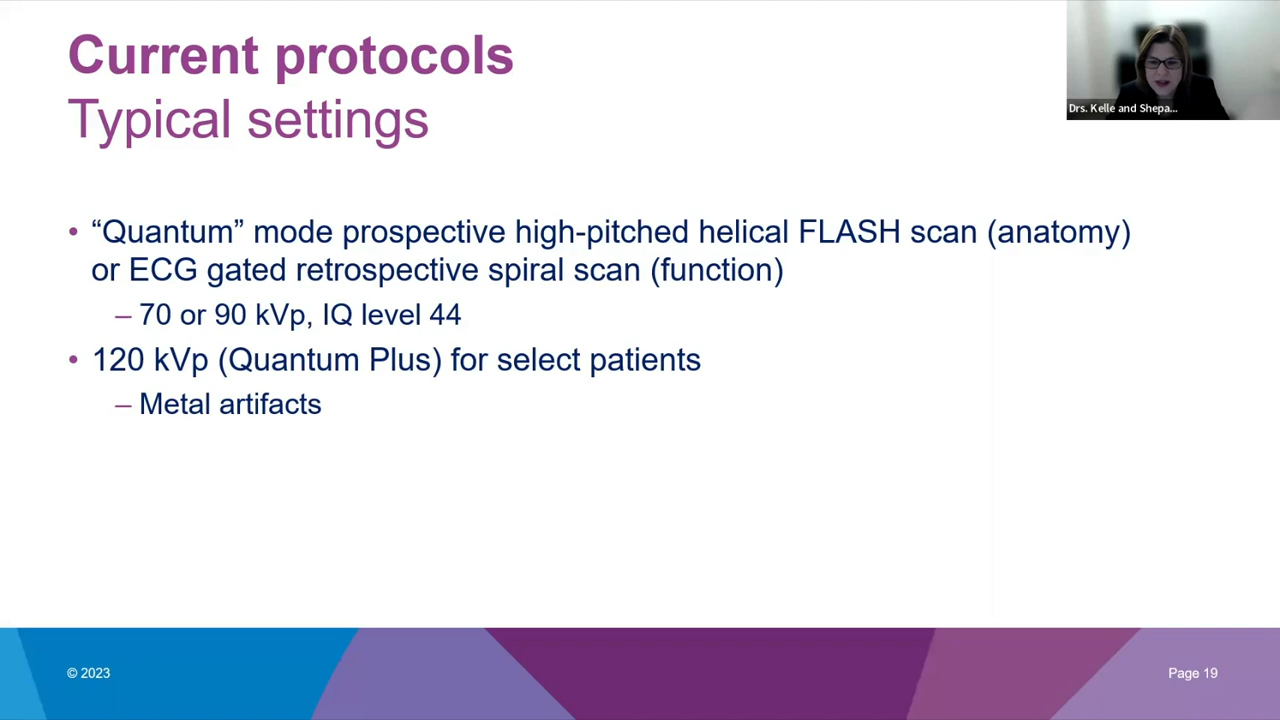 Current protocols
Typical settings
Drs. Kelle and Shepa...
• “Quantum” mode prospective high-pitched helical FLASH scan (anatomy)
or ECG gated retrospective spiral scan (function)
– 70 or 90 kVp, IQ level 44
• 120 kVp (Quantum Plus) for select patients
– Metal artifacts
© 2023
Page 19